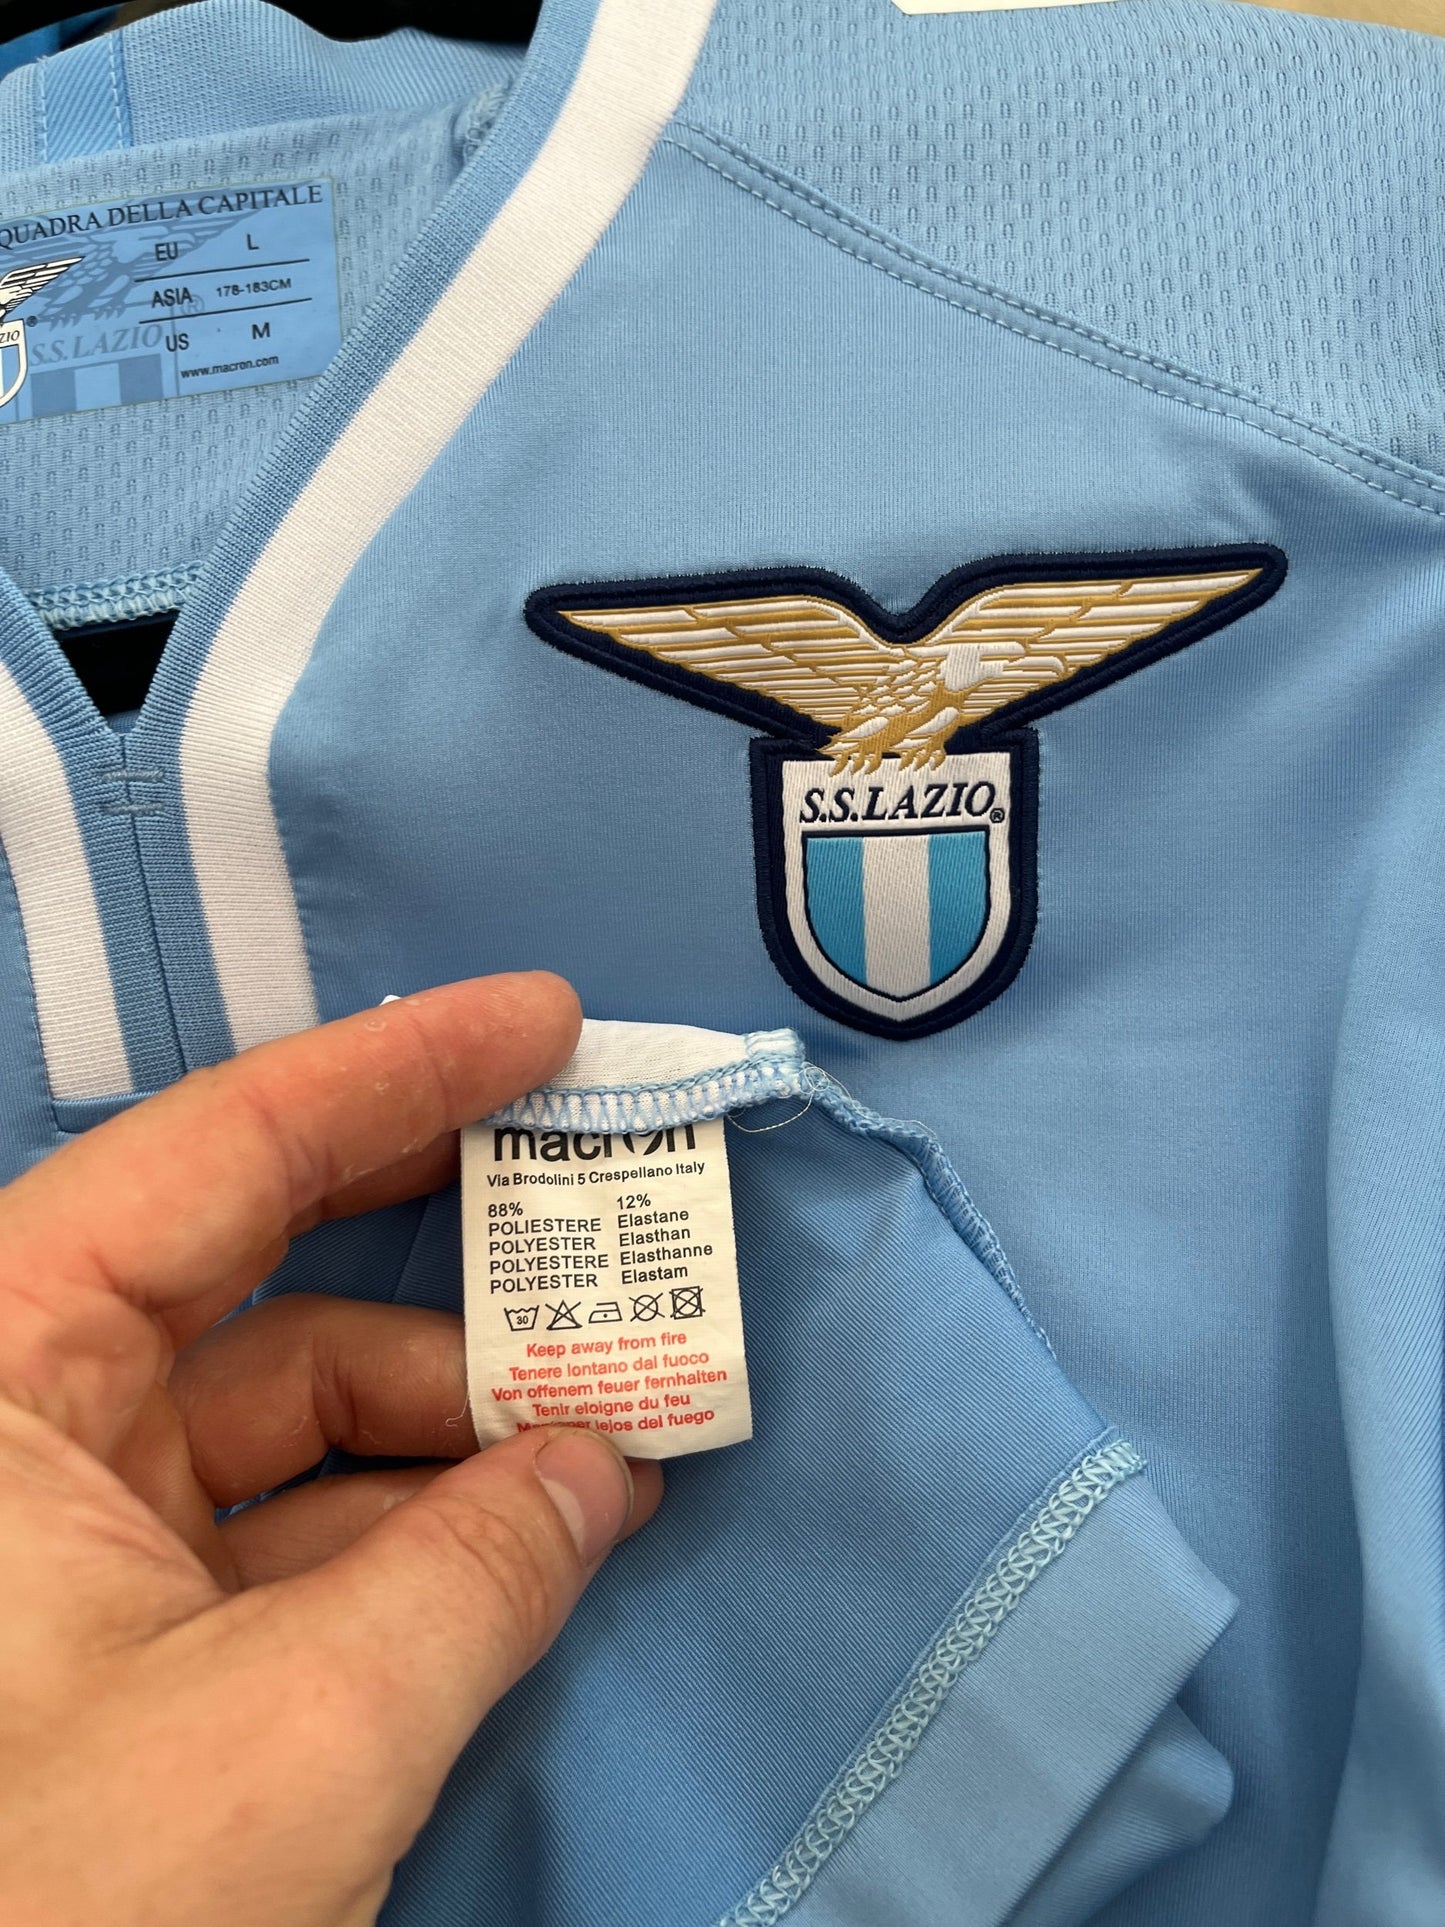 QUADRA DELLA CAPITALE
EU L
ASIA 178-183CM
US M
www.macron.com
S.S. LAZIO
®
S.S.LAZIO®
macron
Via Brodolini 5 Crespellano Italy
88% 12%
POLIESTERE Elastane
POLYESTER Elasthan
POLYESTERE Elasthanne
POLYESTER Elastam
30
Keep away from fire
Tenere lontano dal fuoco
Von offenem feuer fernhalten
Tenir eloigne du feu
lejos del fuego